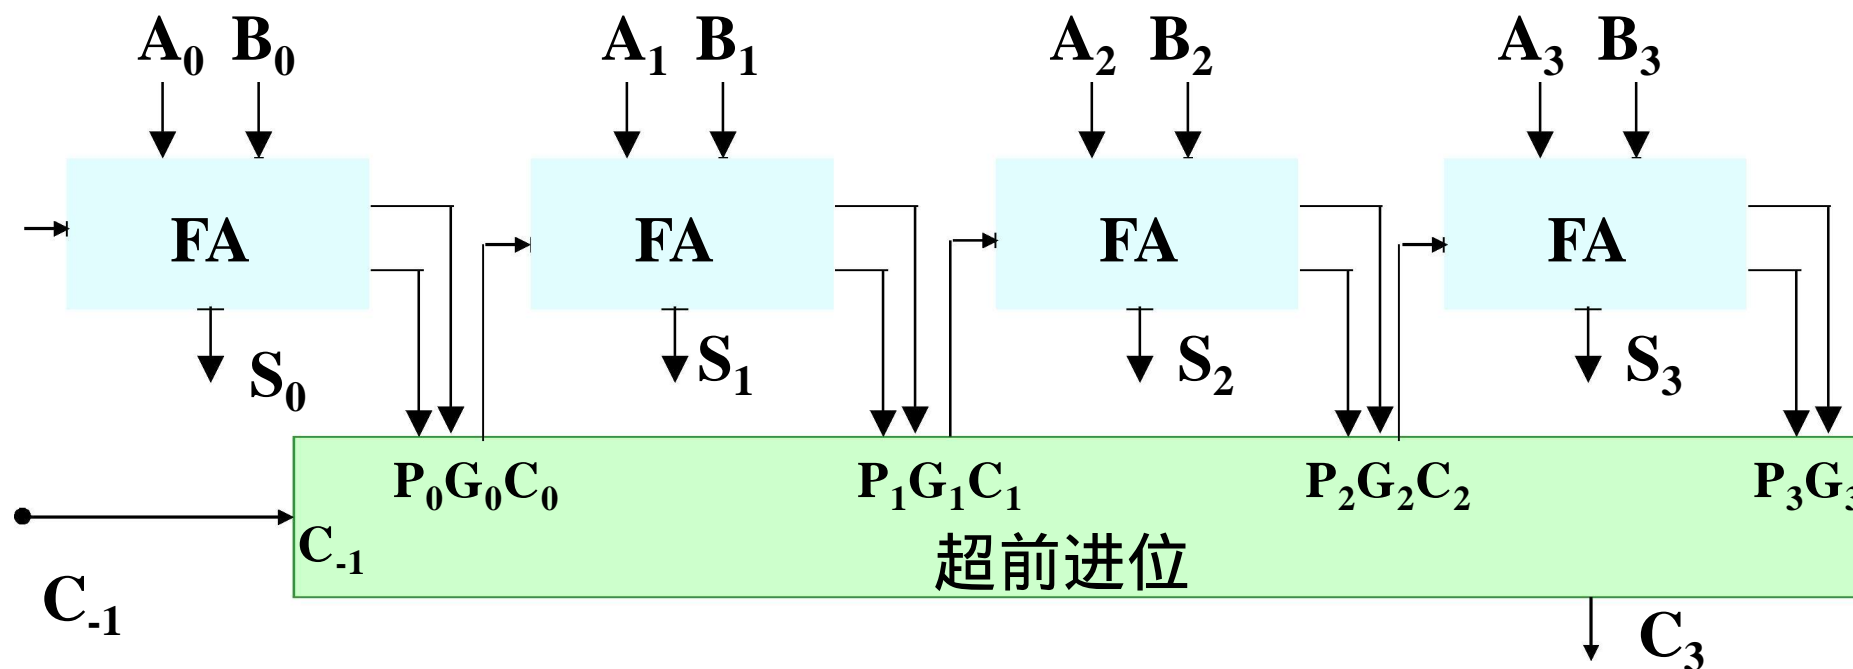 A₀ B₀ A₁ B₁ A₂ B₂ A₃ B₃
FA FA FA FA
S₀ S₁ S₂ S₃
P₀G₀C₀ P₁G₁C₁ P₂G₂C₂ P₃G₃
C₋₁
超前进位
C₋₁
C₃